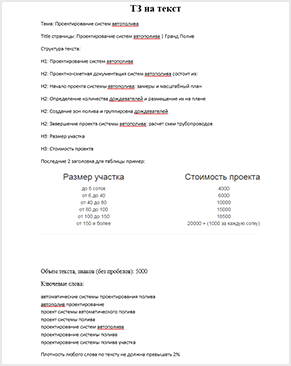 ТЗ на текст
Тема: Проектирование систем автополива
Title страницы: Проектирование систем автополива | Гранд Полив
Структура текста:
H1: Проектирование систем автополива
H2: Проектно-сметная документация систем автополива состоит из:
H2: Начало проекта системы автополива: замеры и масштабный план
H2: Определение количества дождевателей и размещение их на плане
H2: Создание зон полива и группировка дождевателей
H2: Завершение проекта системы автополива: расчет схем трубопроводов
H3: Размер участка
H3: Стоимость проекта
Последние 2 заголовка для таблицы пример:
Размер участка Стоимость проекта
до 6 соток 4000
от 6 до 40 6000
от 40 до 80 10000
от 80 до 100 15000
от 100 до 150 18500
от 150 и более 20000 + (1000 за каждую сотку)
Объем текста, знаков (без пробелов): 5000
Ключевые слова:
автоматические системы проектирования полива
автополив проектирование
проект системы автоматического полива
проект системы полива
проектирование систем автополива
проектирование системы полива
проектирование системы полива участка
Плотность любого слова по тексту не должна превышать 2%